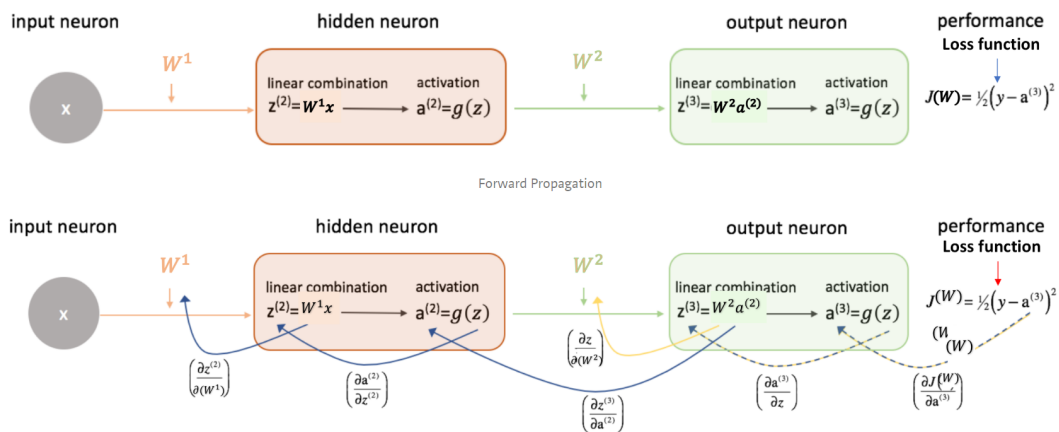 input neuron
hidden neuron
output neuron
performance
Loss function
W¹
W²
x
linear combination
activation
z⁽²⁾=W¹x
a⁽²⁾=g(z)
linear combination
activation
z⁽³⁾=W²a⁽²⁾
a⁽³⁾=g(z)
J(W)= ½(y − a⁽³⁾)²
Forward Propagation
input neuron
hidden neuron
output neuron
performance
Loss function
W¹
W²
x
linear combination
activation
z⁽²⁾=W¹x
a⁽²⁾=g(z)
linear combination
activation
z⁽³⁾=W²a⁽²⁾
a⁽³⁾=g(z)
J(W)= ½(y − a⁽³⁾)²
(W
(W)
(∂z⁽²⁾/∂(W¹))
(∂a⁽²⁾/∂z⁽²⁾)
(∂z/∂(W²))
(∂z⁽³⁾/∂a⁽²⁾)
(∂a⁽³⁾/∂z)
(∂J(W)/∂a⁽³⁾)